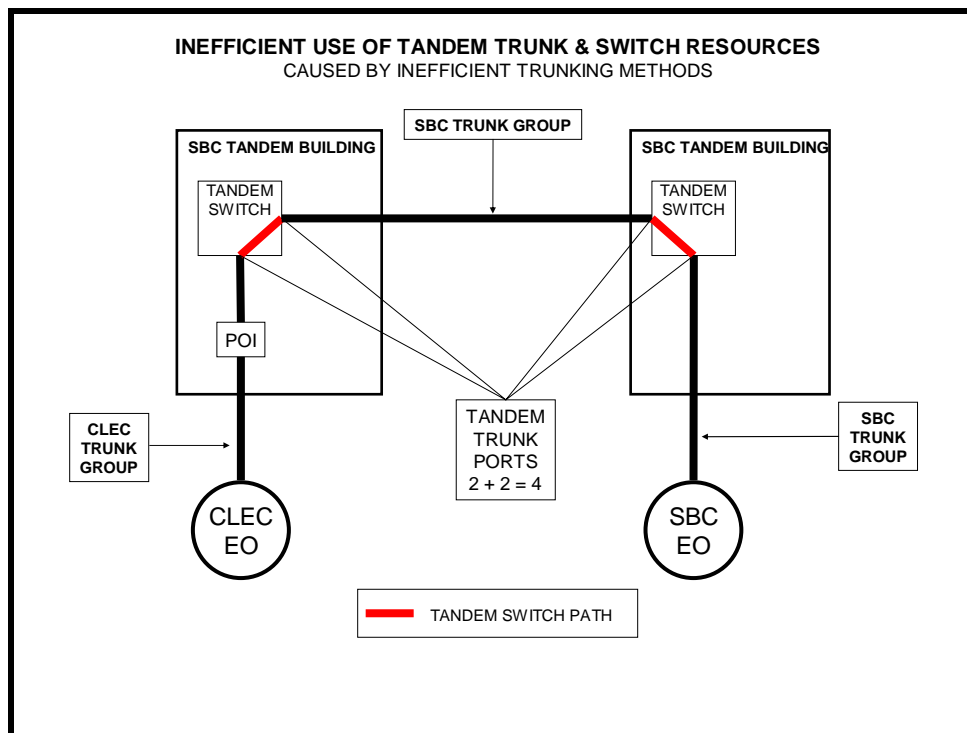 INEFFICIENT USE OF TANDEM TRUNK & SWITCH RESOURCES
CAUSED BY INEFFICIENT TRUNKING METHODS
SBC TRUNK GROUP
SBC TANDEM BUILDING
SBC TANDEM BUILDING
TANDEM
SWITCH
TANDEM
SWITCH
POI
CLEC
TRUNK
GROUP
TANDEM
TRUNK
PORTS
2 + 2 = 4
SBC
TRUNK
GROUP
CLEC
EO
SBC
EO
TANDEM SWITCH PATH